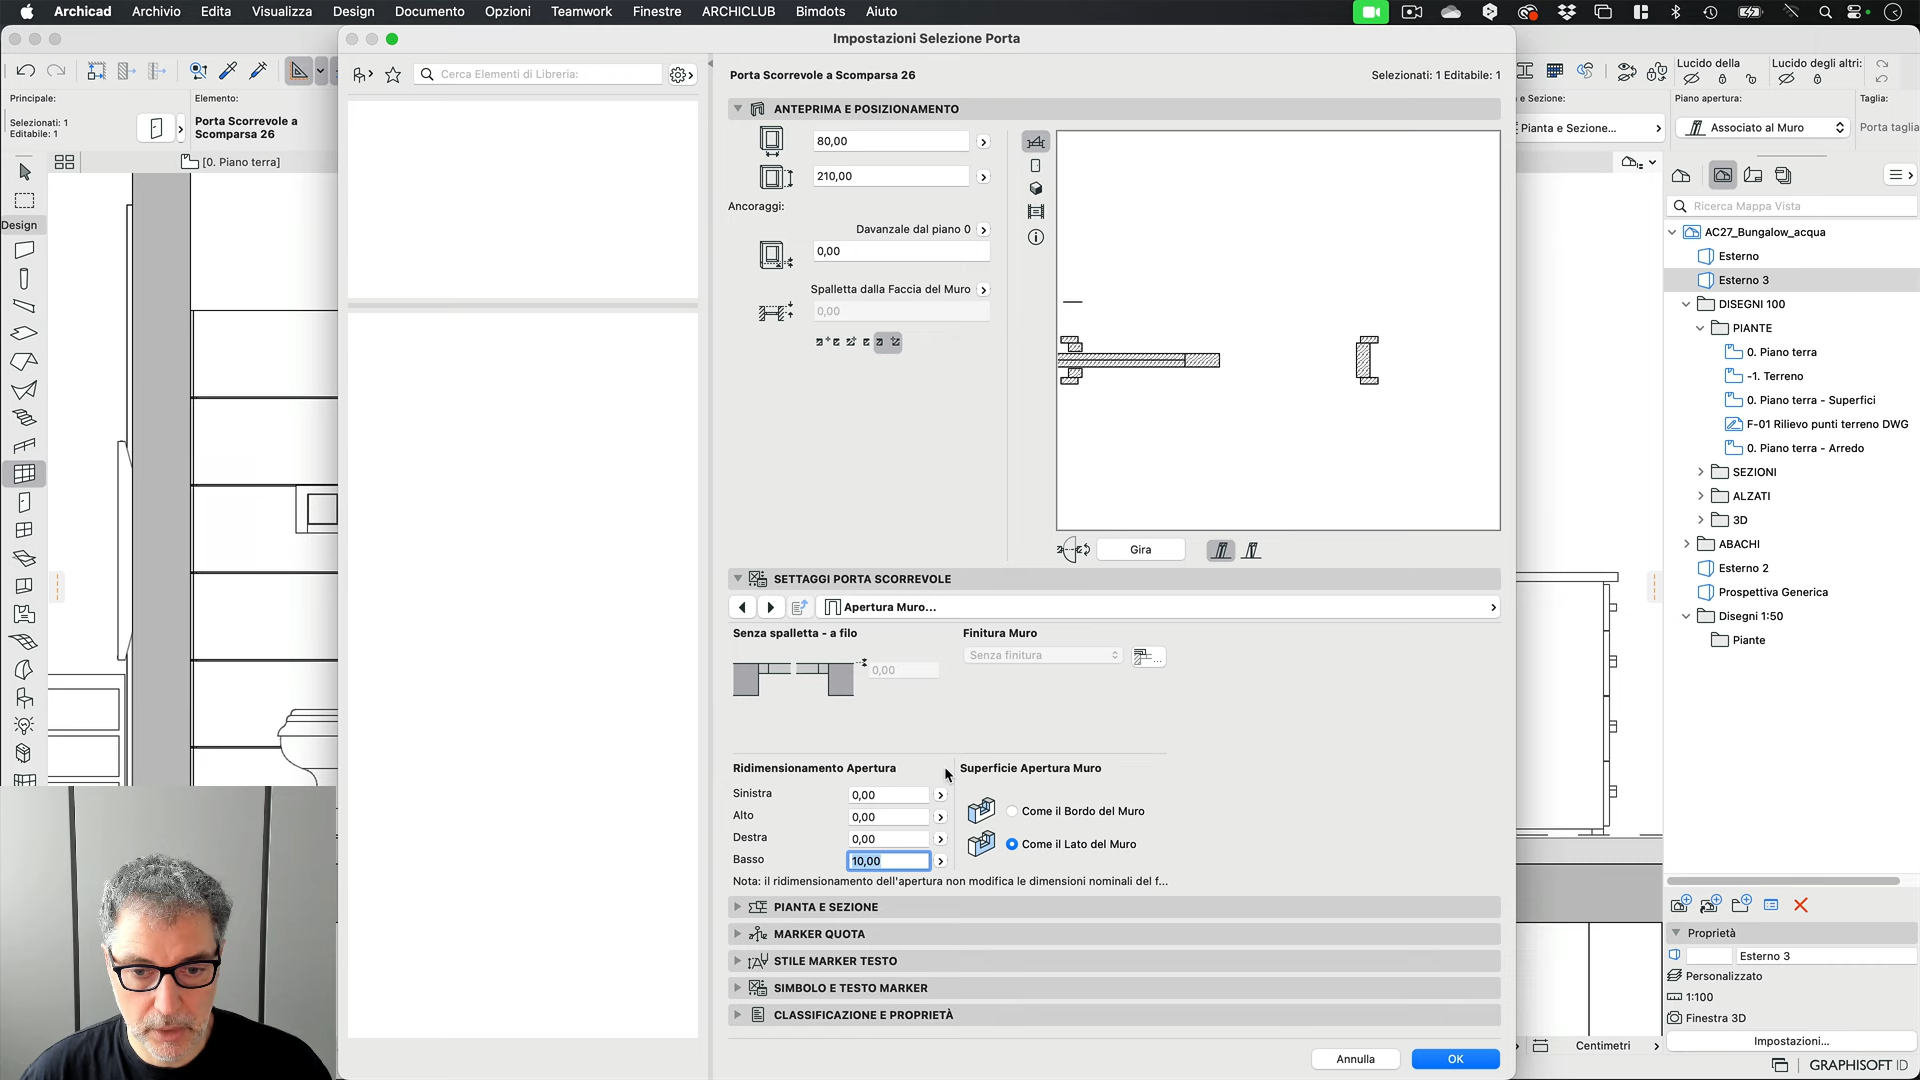 Archicad Archivio Edita Visualizza Design Documento Opzioni Teamwork Finestre ARCHICLUB Bimdots Aiuto
Impostazioni Selezione Porta
Cerca Elementi di Libreria:
Porta Scorrevole a Scomparsa 26
Selezionati: 1 Editabile: 1
Lucido della
Lucido degli altri:
Principale:
Selezionati: 1
Editabile: 1
Elemento:
Porta Scorrevole a
Scomparsa 26
e Sezione:
Pianta e Sezione...
Piano apertura:
Associato al Muro
Taglia:
Porta taglia
[0. Piano terra]
Design
ANTEPRIMA E POSIZIONAMENTO
80,00
210,00
Ancoraggi:
Davanzale dal piano 0
0,00
Spalletta dalla Faccia del Muro
0,00
Gira
SETTAGGI PORTA SCORREVOLE
Apertura Muro...
Senza spalletta - a filo
0,00
Finitura Muro
Senza finitura
...
Ridimensionamento Apertura
Sinistra 0,00
Alto 0,00
Destra 0,00
Basso 10,00
Superficie Apertura Muro
Come il Bordo del Muro
Come il Lato del Muro
Nota: il ridimensionamento dell'apertura non modifica le dimensioni nominali del f...
PIANTA E SEZIONE
MARKER QUOTA
STILE MARKER TESTO
SIMBOLO E TESTO MARKER
CLASSIFICAZIONE E PROPRIETÀ
Annulla
OK
Ricerca Mappa Vista
AC27_Bungalow_acqua
Esterno
Esterno 3
DISEGNI 100
PIANTE
0. Piano terra
-1. Terreno
0. Piano terra - Superfici
F-01 Rilievo punti terreno DWG
0. Piano terra - Arredo
SEZIONI
ALZATI
3D
ABACHI
Esterno 2
Prospettiva Generica
Disegni 1:50
Piante
Proprietà
Esterno 3
Personalizzato
1:100
Finestra 3D
Impostazioni...
Centimetri
GRAPHISOFT ID